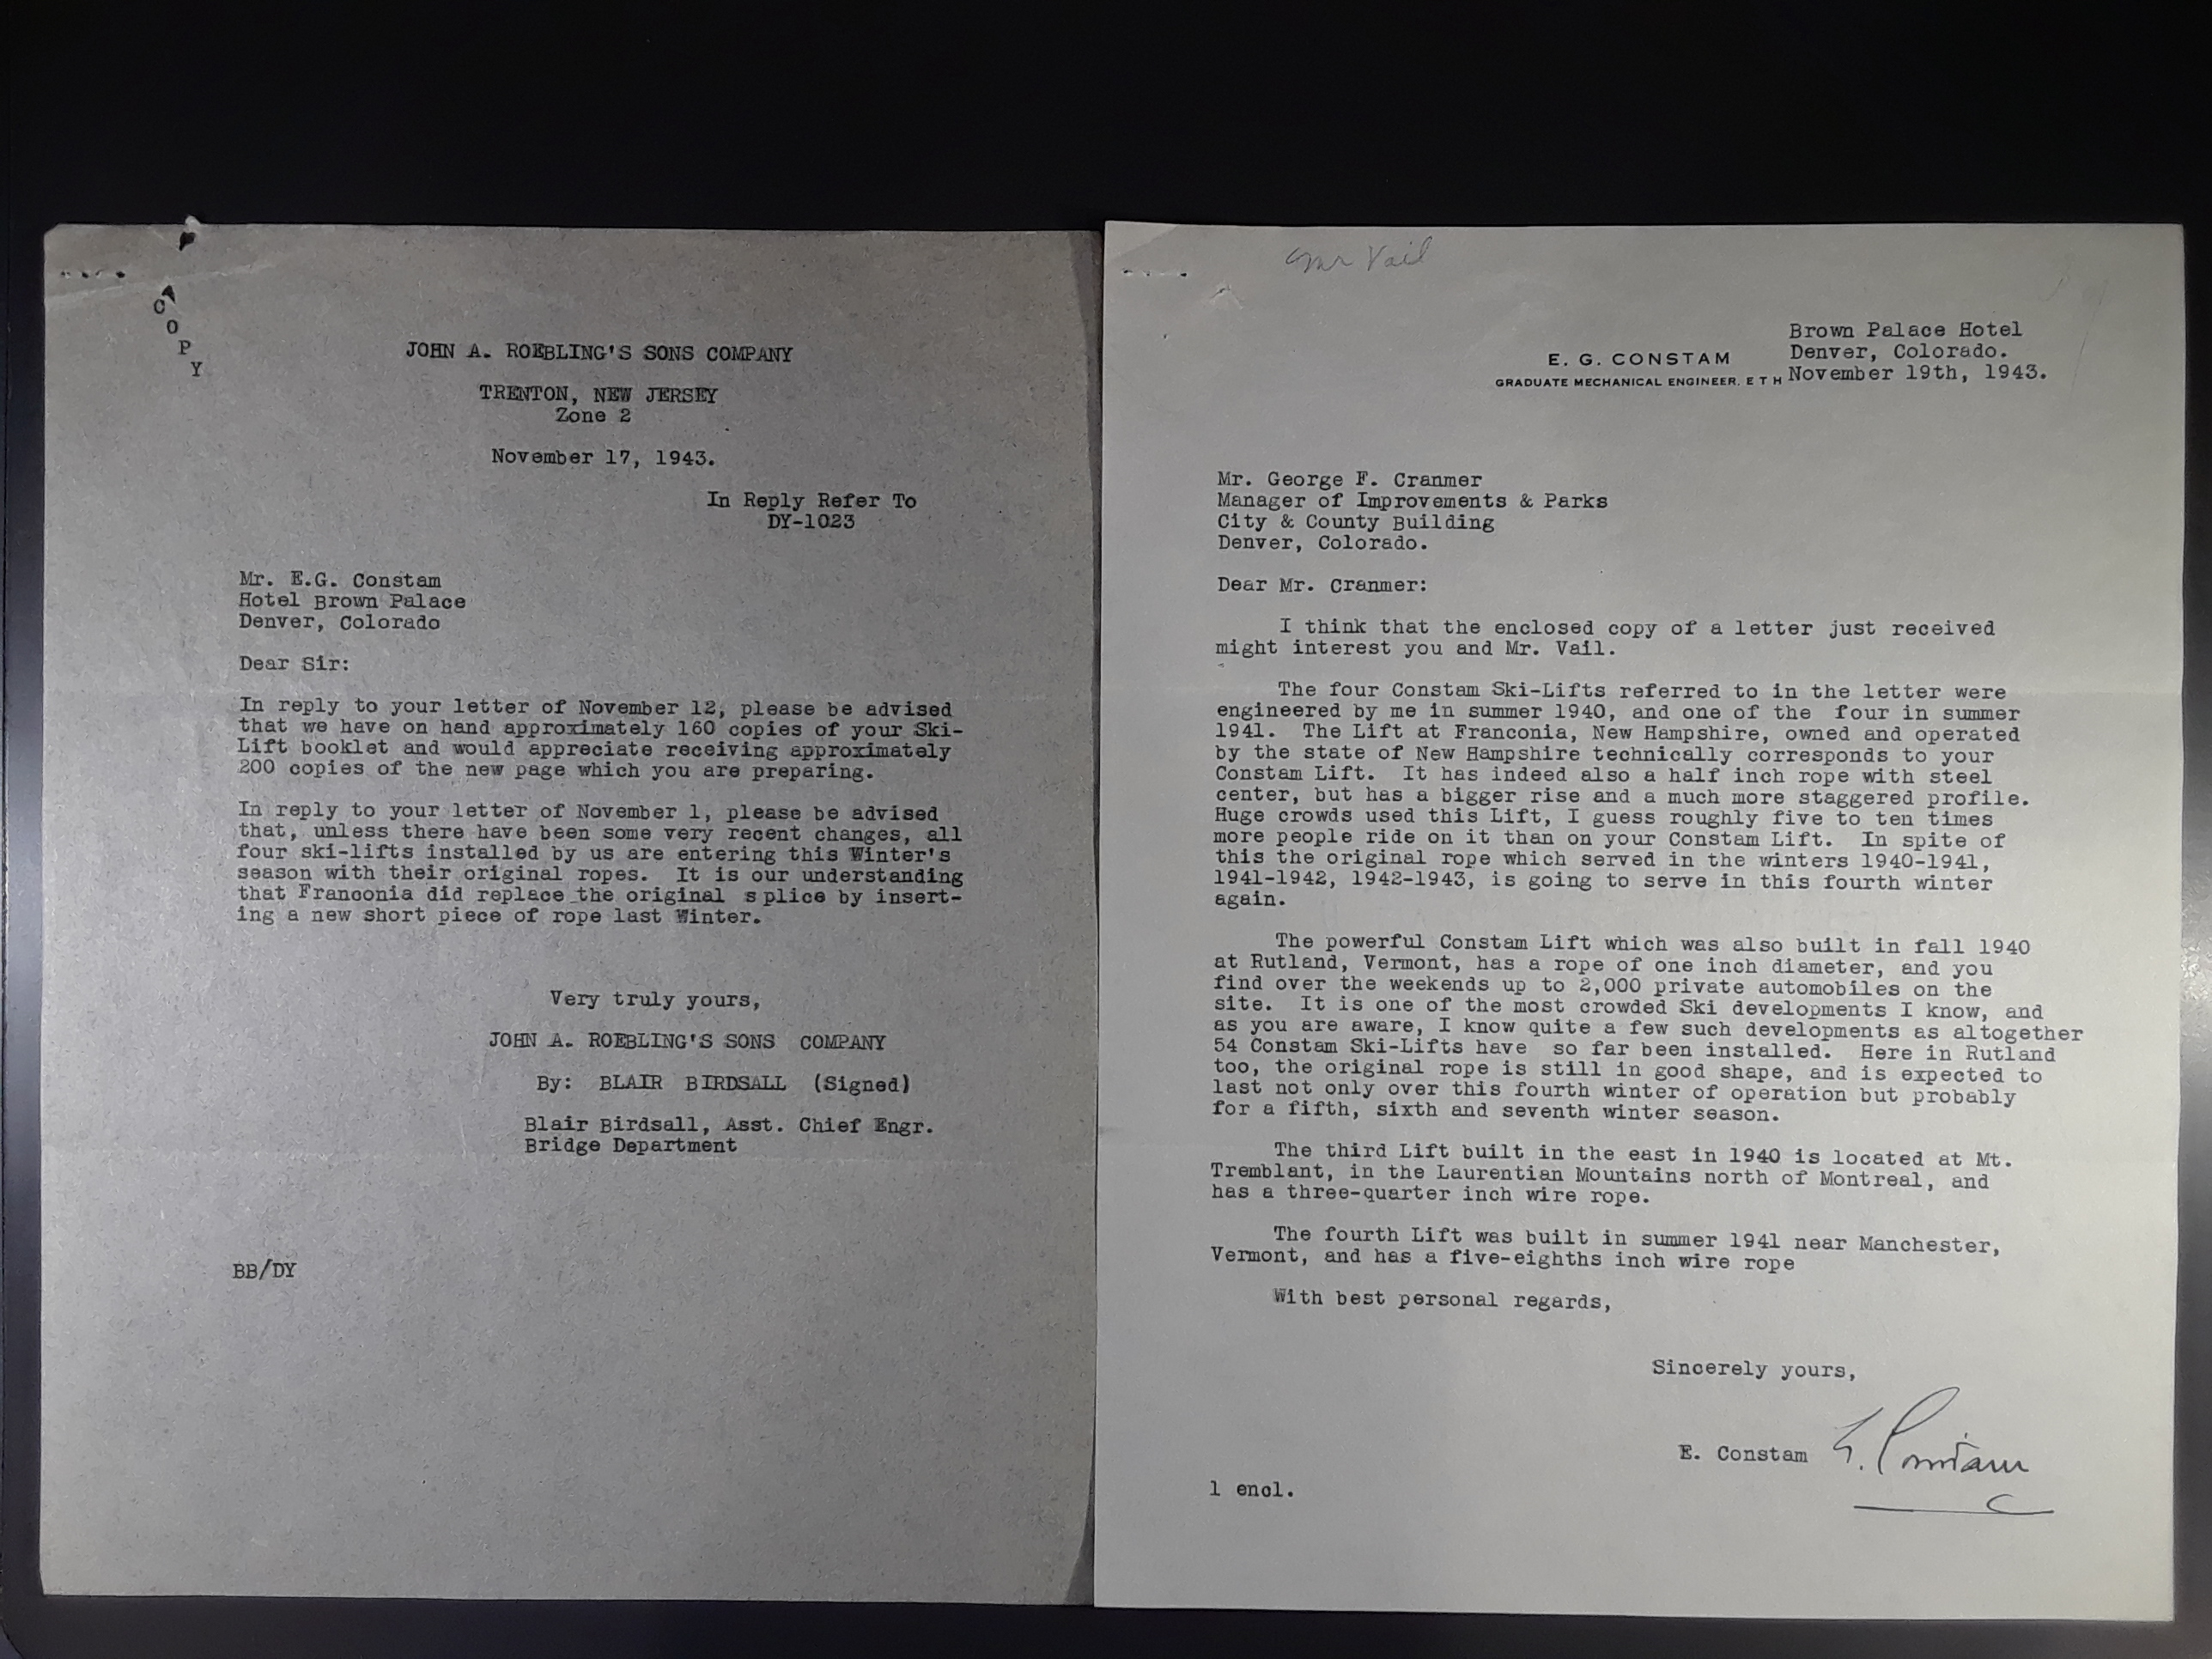 COPY
JOHN A. ROEBLING'S SONS COMPANY
TRENTON, NEW JERSEY
Zone 2
November 17, 1943.
In Reply Refer To
DY-1023
Mr. E.G. Constam
Hotel Brown Palace
Denver, Colorado
Dear Sir:
In reply to your letter of November 12, please be advised
that we have on hand approximately 160 copies of your Ski-
Lift booklet and would appreciate receiving approximately
200 copies of the new page which you are preparing.
In reply to your letter of November 1, please be advised
that, unless there have been some very recent changes, all
four ski-lifts installed by us are entering this Winter's
season with their original ropes. It is our understanding
that Franconia did replace the original splice by insert-
ing a new short piece of rope last Winter.
Very truly yours,
JOHN A. ROEBLING'S SONS COMPANY
By: BLAIR BIRDSALL (Signed)
Blair Birdsall, Asst. Chief Engr.
Bridge Department
BB/DY
Mr Vail
Brown Palace Hotel
E. G. CONSTAM Denver, Colorado.
GRADUATE MECHANICAL ENGINEER. E T H November 19th, 1943.
Mr. George F. Cranmer
Manager of Improvements & Parks
City & County Building
Denver, Colorado.
Dear Mr. Cranmer:
I think that the enclosed copy of a letter just received
might interest you and Mr. Vail.
The four Constam Ski-Lifts referred to in the letter were
engineered by me in summer 1940, and one of the four in summer
1941. The Lift at Franconia, New Hampshire, owned and operated
by the state of New Hampshire technically corresponds to your
Constam Lift. It has indeed also a half inch rope with steel
center, but has a bigger rise and a much more staggered profile.
Huge crowds used this Lift, I guess roughly five to ten times
more people ride on it than on your Constam Lift. In spite of
this the original rope which served in the winters 1940-1941,
1941-1942, 1942-1943, is going to serve in this fourth winter
again.
The powerful Constam Lift which was also built in fall 1940
at Rutland, Vermont, has a rope of one inch diameter, and you
find over the weekends up to 2,000 private automobiles on the
site. It is one of the most crowded Ski developments I know, and
as you are aware, I know quite a few such developments as altogether
54 Constam Ski-Lifts have so far been installed. Here in Rutland
too, the original rope is still in good shape, and is expected to
last not only over this fourth winter of operation but probably
for a fifth, sixth and seventh winter season.
The third Lift built in the east in 1940 is located at Mt.
Tremblant, in the Laurentian Mountains north of Montreal, and
has a three-quarter inch wire rope.
The fourth Lift was built in summer 1941 near Manchester,
Vermont, and has a five-eighths inch wire rope
With best personal regards,
Sincerely yours,
E. Constam E. Constam
1 encl.